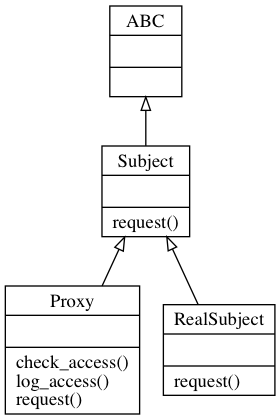 ABC
Subject
request()
Proxy
check_access()
log_access()
request()
RealSubject
request()